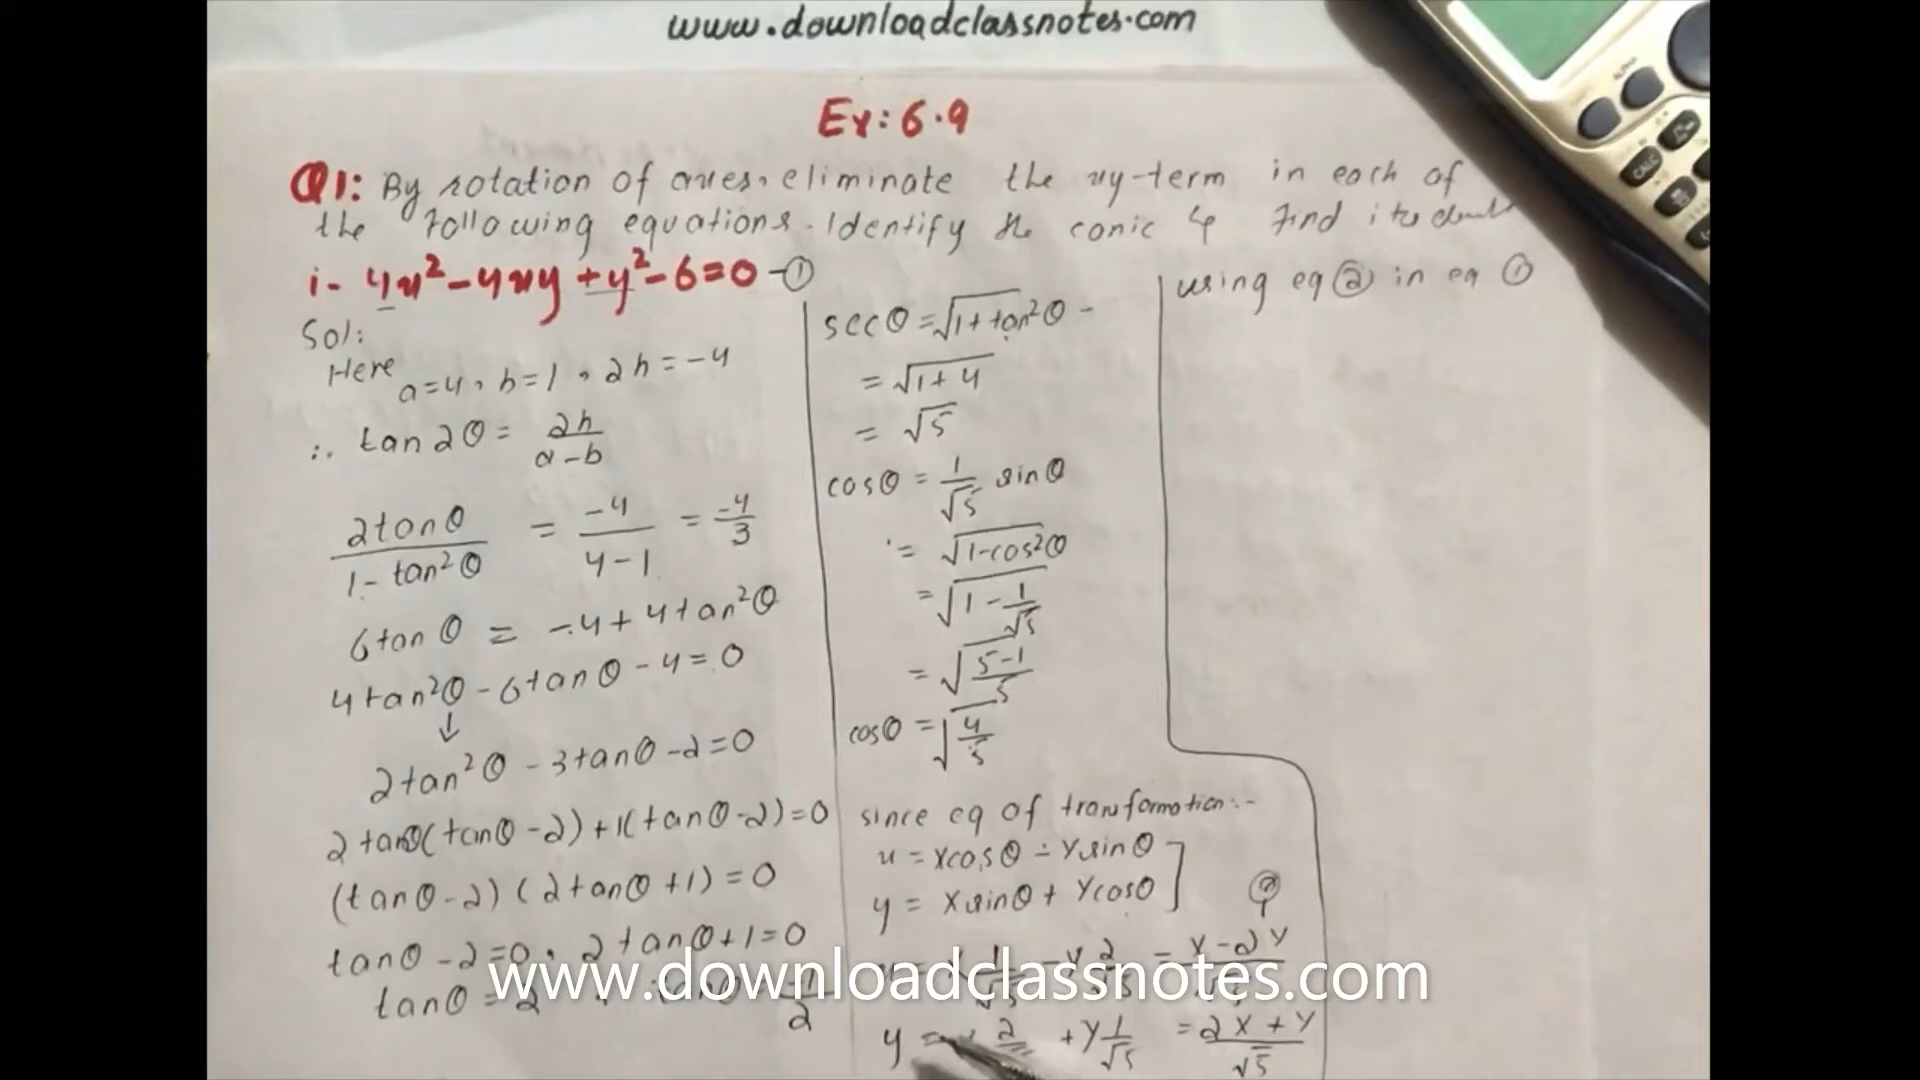 www.downloadclassnotes.com
Ex: 6.9
Q1: By rotation of axes, eliminate the xy-term in each of
the following equations. Identify the conic & find its
i- 4x² - 4xy + y² - 6 = 0 -①
Sol:
Here
a = 4, b = 1, 2h = -4
∴ tan2θ = 2h/a-b
2tanθ/1-tan²θ = -4/4-1 = -4/3
6tanθ = -4 + 4tan²θ
4tan²θ - 6tanθ - 4 = 0
↓
2tan²θ - 3tanθ - 2 = 0
2tanθ(tanθ - 2) + 1(tanθ - 2) = 0
(tanθ - 2) (2tanθ + 1) = 0
tanθ - 2 = 0, 2tanθ + 1 = 0
tanθ = 2
secθ = √1+tan²θ -
= √1+4
= √5
cosθ = 1/√5 sinθ
= √1-cos²θ
= √1 - 1/√5
= √5-1/5
cosθ = √4/5
since eq of transformation:-
x = Xcosθ - Ysinθ
y = Xsinθ + Ycosθ
②
= X-2Y
y = 2 + Y 1/√5 = 2X+Y/√5
using eq ② in eq ①
www.downloadclassnotes.com